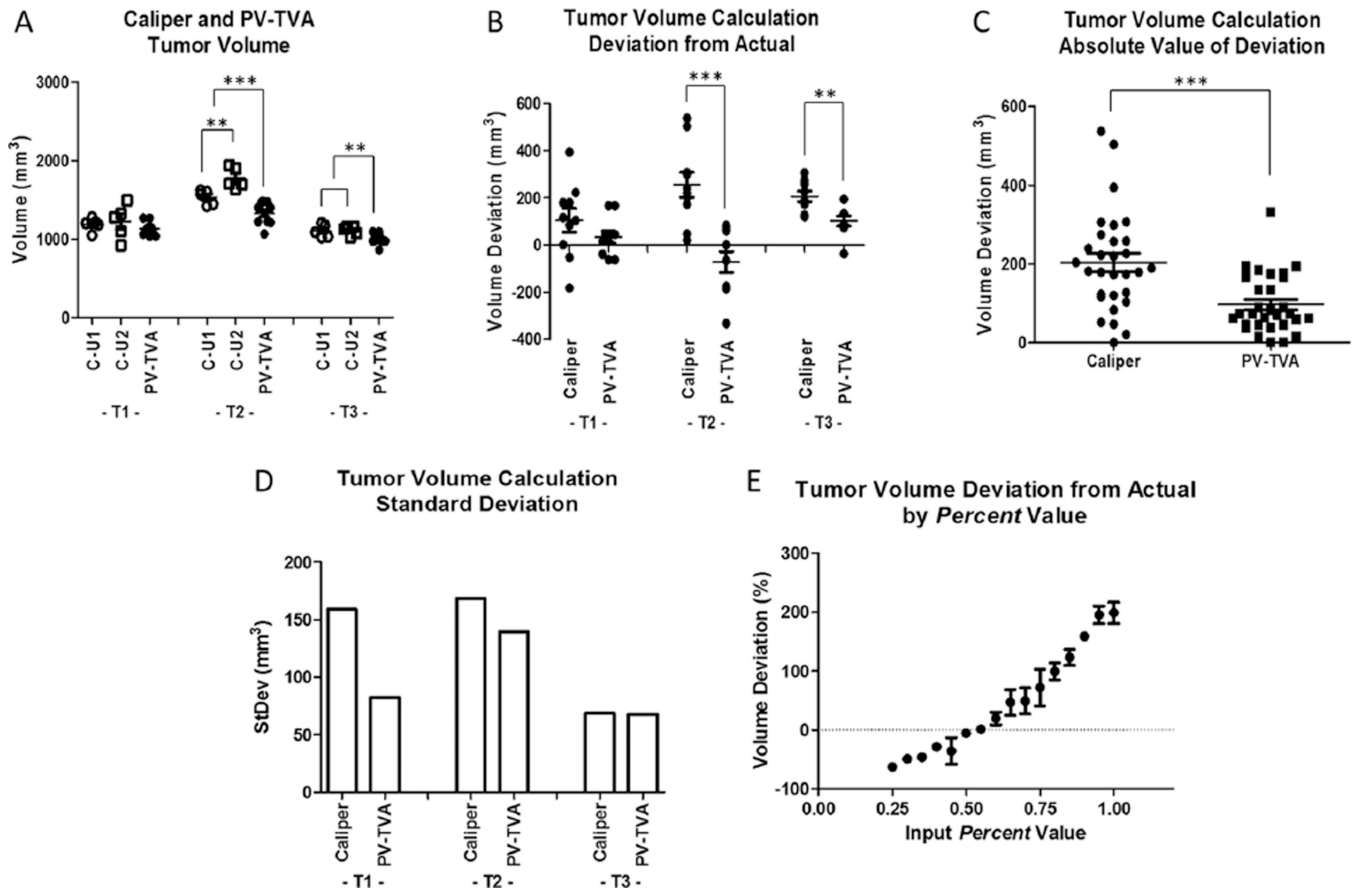 A
Caliper and PV-TVA
Tumor Volume
Volume (mm³)
3000
2000
1000
0
**
***
**
C-U1
C-U2
PV-TVA
C-U1
C-U2
PV-TVA
C-U1
C-U2
PV-TVA
- T1 -
- T2 -
- T3 -
B
Tumor Volume Calculation
Deviation from Actual
Volume Deviation (mm³)
600
400
200
0
-200
-400
***
**
Caliper
PV-TVA
Caliper
PV-TVA
Caliper
PV-TVA
- T1 -
- T2 -
- T3 -
C
Tumor Volume Calculation
Absolute Value of Deviation
Volume Deviation (mm³)
600
400
200
0
***
Caliper
PV-TVA
D
Tumor Volume Calculation
Standard Deviation
StDev (mm³)
200
150
100
50
0
Caliper
PV-TVA
Caliper
PV-TVA
Caliper
PV-TVA
- T1 -
- T2 -
- T3 -
E
Tumor Volume Deviation from Actual
by Percent Value
Volume Deviation (%)
300
200
100
0
-100
0.00
0.25
0.50
0.75
1.00
Input Percent Value